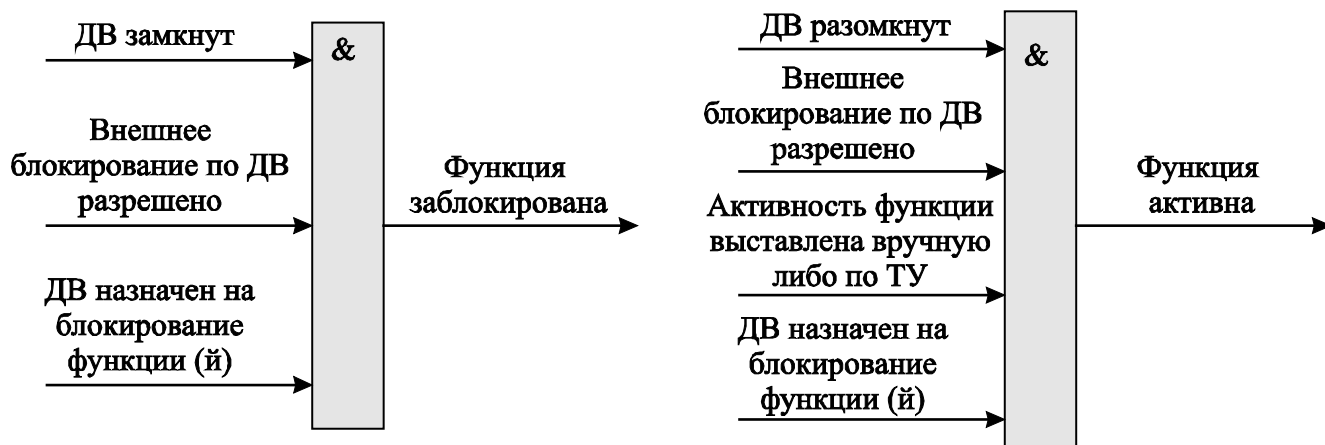 ДВ замкнут
&
Внешнее
блокирование по ДВ
разрешено
Функция
заблокирована
ДВ назначен на
блокирование
функции (й)
ДВ разомкнут
&
Внешнее
блокирование по ДВ
разрешено
Активность функции
выставлена вручную
либо по ТУ
Функция
активна
ДВ назначен на
блокирование
функции (й)